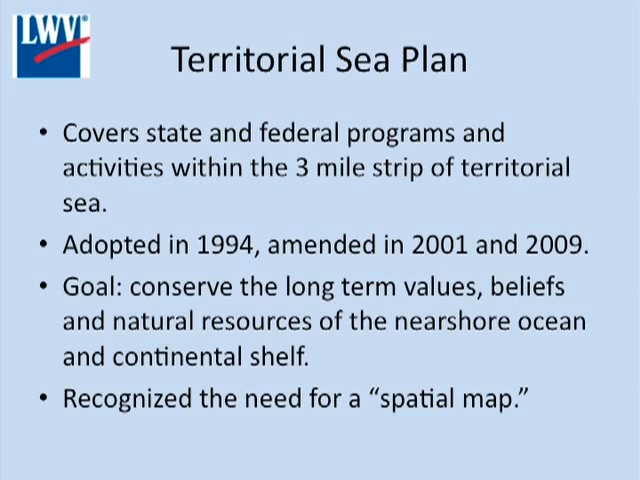 LWV®
Territorial Sea Plan
• Covers state and federal programs and
activities within the 3 mile strip of territorial
sea.
• Adopted in 1994, amended in 2001 and 2009.
• Goal: conserve the long term values, beliefs
and natural resources of the nearshore ocean
and continental shelf.
• Recognized the need for a “spatial map.”